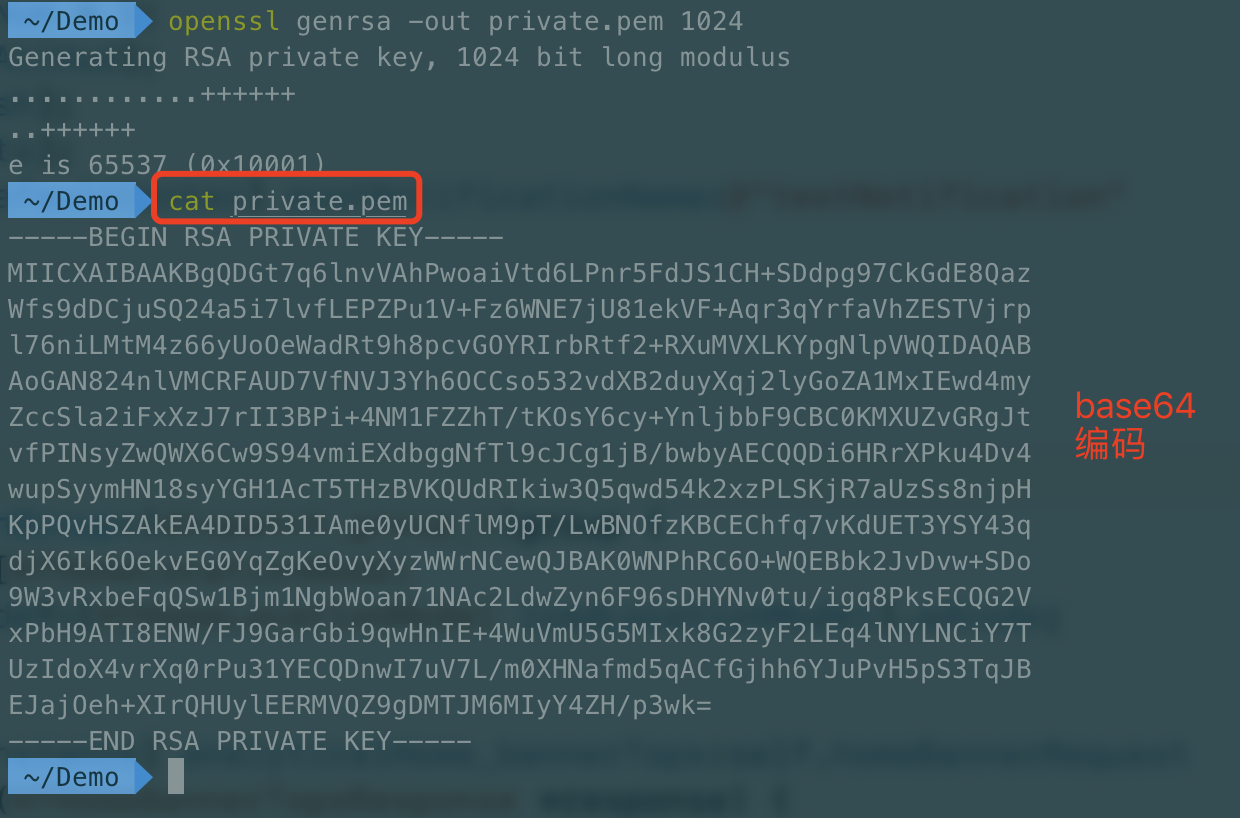 ~/Demo openssl genrsa -out private.pem 1024
Generating RSA private key, 1024 bit long modulus
............++++++
..++++++
e is 65537 (0x10001)
~/Demo cat private.pem
-----BEGIN RSA PRIVATE KEY-----
MIICXAIBAAKBgQDGt7q6lnvVAhPwoaiVtd6LPnr5FdJS1CH+SDdpg97CkGdE8Qaz
Wfs9dDCjuSQ24a5i7lvfLEPZPu1V+Fz6WNE7jU81ekVF+Aqr3qYrfaVhZESTVjrp
l76niLMtM4z66yUoOeWadRt9h8pcvGOYRIrbRtf2+RXuMVXLKYpgNlpVWQIDAQAB
AoGAN824nlVMCRFAUD7VfNVJ3Yh6OCCso532vdXB2duyXqj2lyGoZA1MxIEwd4my
ZccSla2iFxXzJ7rII3BPi+4NM1FZZhT/tKOsY6cy+YnljbbF9CBC0KMXUZvGRgJt
vfPINsyZwQWX6Cw9S94vmiEXdUggNfTl9cJCg1jB/bwbyAECQQDi6HRrXPku4Dv4
wupSyymHN18syYGH1AcT5THzBVKQUdRIkiw3Q5qwd54k2xzPLSKjR7aUzSs8njpH
KpPQvHSZAkEA4DID531IAme0yUCNflM9pT/LwBNOfzKBCEChfq7vKdUET3YSY43q
djX6Ik6OekvEG0YqZgKeOvyXyzWWrNCewQJBAK0WNPhRC6O+WQEBbk2JvDvw+SDo
9W3vRxbeFqQSw1Bjm1NgbWoan71NAc2LdwZyn6F96sDHYNv0tu/igq8PksECQG2V
xPbH9ATI8ENW/FJ9GarGbi9qwHnIE+4WuVmU5G5MIxk8G2zyF2LEq4lNYLNCiY7T
UzIdoX4vrXq0rPu31YECQDnwI7uV7L/m0XHNafmd5qACfGjhh6YJuPvH5pS3TqJB
EJajOeh+XIrQHUylEERMVQZ9gDMTJM6MIyY4ZH/p3wk=
-----END RSA PRIVATE KEY-----
~/Demo
base64
编码